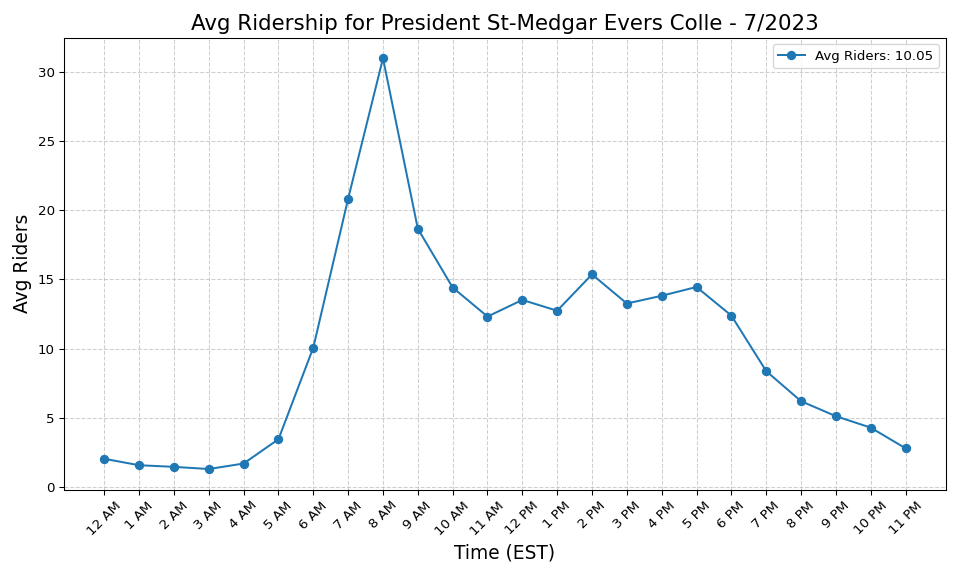 Avg Ridership for President St-Medgar Evers Colle - 7/2023
Avg Riders: 10.05
Avg Riders
30
25
20
15
10
5
0
12 AM
1 AM
2 AM
3 AM
4 AM
5 AM
6 AM
7 AM
8 AM
9 AM
10 AM
11 AM
12 PM
1 PM
2 PM
3 PM
4 PM
5 PM
6 PM
7 PM
8 PM
9 PM
10 PM
11 PM
Time (EST)